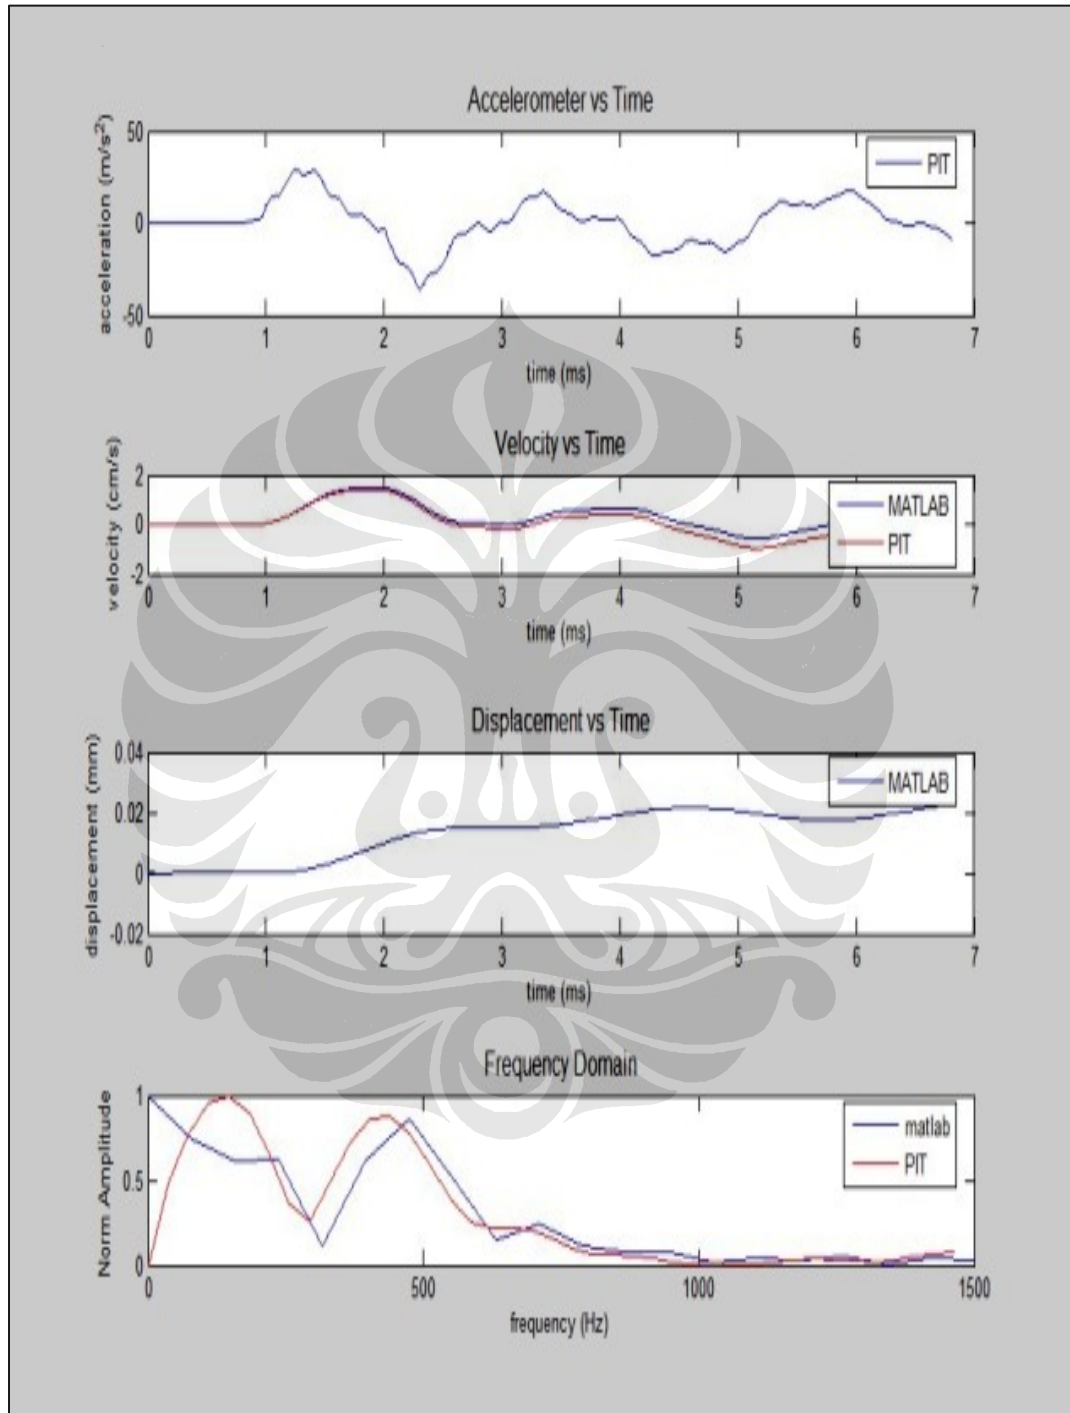 Accelerometer vs Time
acceleration (m/s²)
50
0
-50
PIT
0 1 2 3 4 5 6 7
time (ms)
Velocity vs Time
velocity (cm/s)
2
0
-2
MATLAB
PIT
0 1 2 3 4 5 6 7
time (ms)
Displacement vs Time
displacement (mm)
0.04
0.02
0
-0.02
MATLAB
0 1 2 3 4 5 6 7
time (ms)
Frequency Domain
Norm Amplitude
1
0.5
0
matlab
PIT
0 500 1000 1500
frequency (Hz)